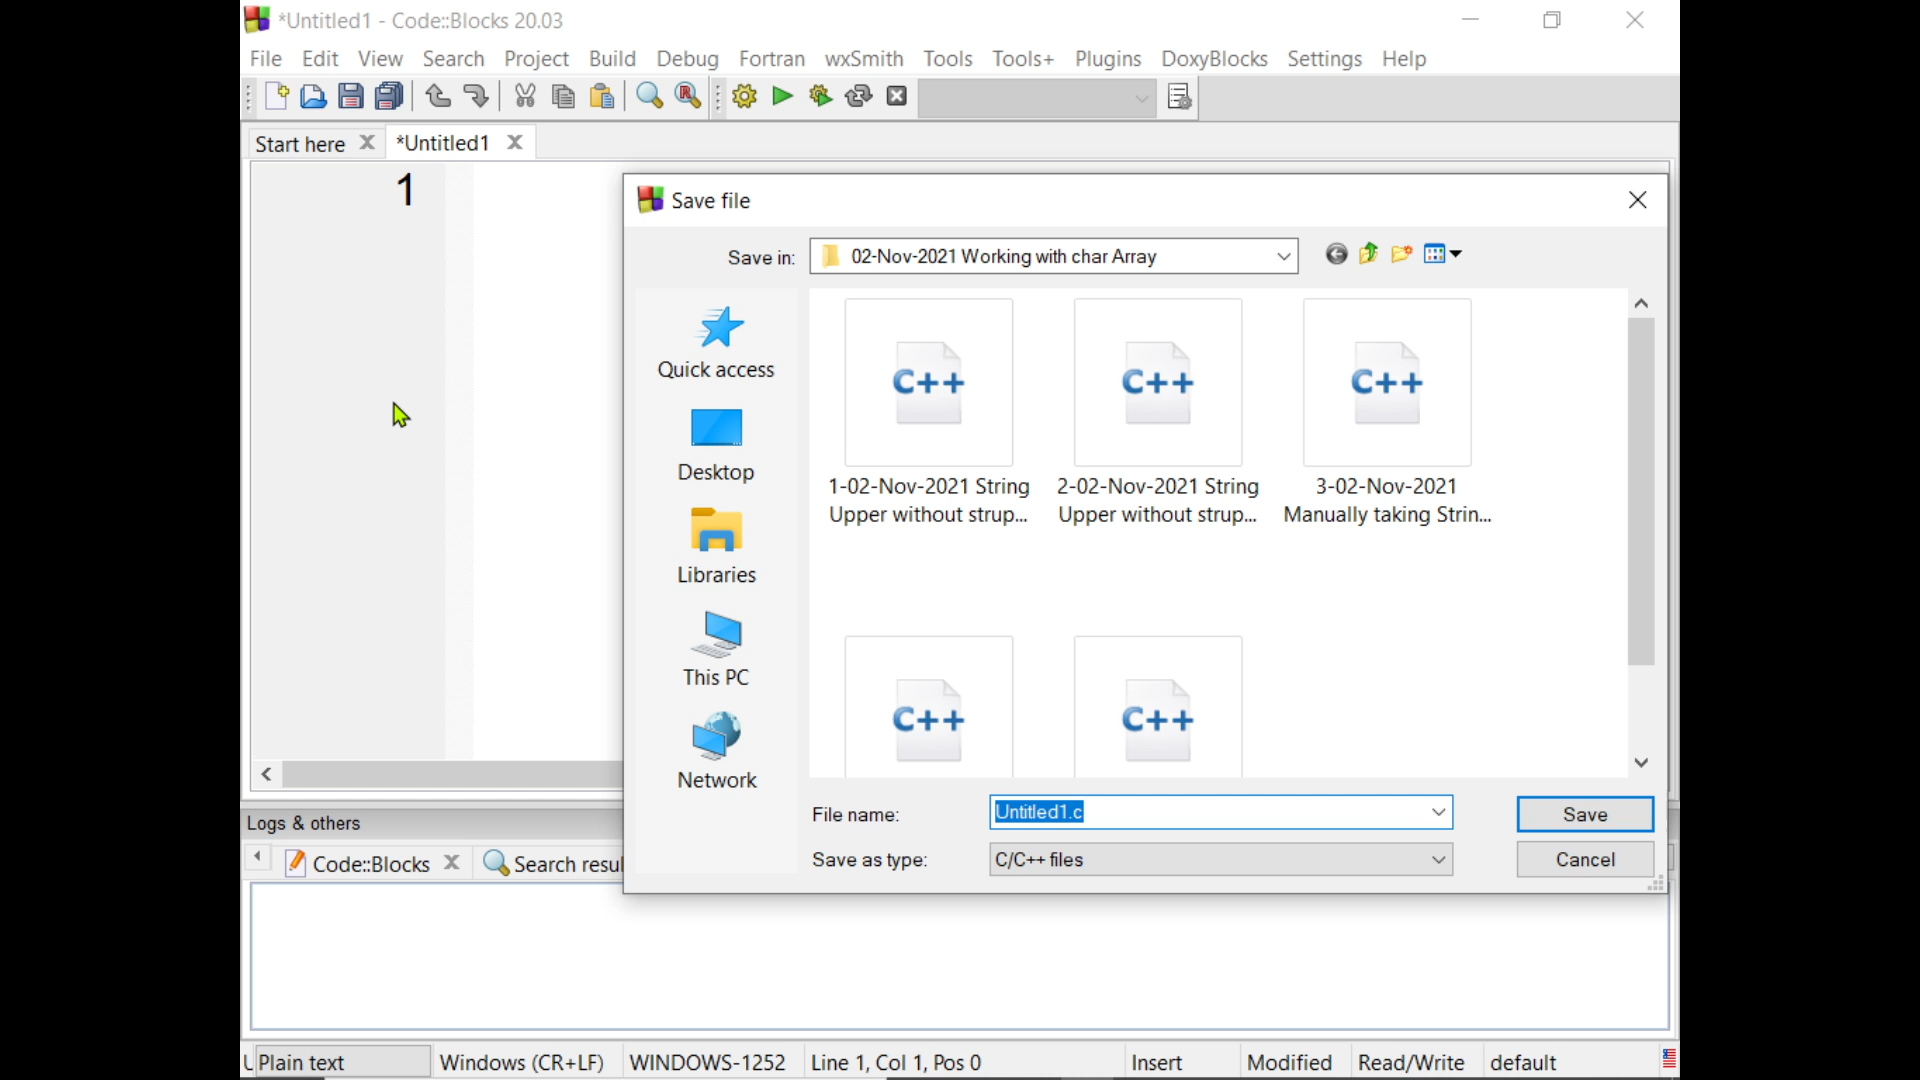 *Untitled1 - Code::Blocks 20.03
File Edit View Search Project Build Debug Fortran wxSmith Tools Tools+ Plugins DoxyBlocks Settings Help
Start here *Untitled1
1
Save file
Save in: 02-Nov-2021 Working with char Array
Quick access
Desktop
Libraries
This PC
Network
C++ C++ C++
1-02-Nov-2021 String 2-02-Nov-2021 String 3-02-Nov-2021
Upper without strup... Upper without strup... Manually taking Strin...
C++ C++
File name: Untitled1.c Save
Save as type: C/C++ files Cancel
Logs & others
Code::Blocks Search resul
Plain text Windows (CR+LF) WINDOWS-1252 Line 1, Col 1, Pos 0 Insert Modified Read/Write default